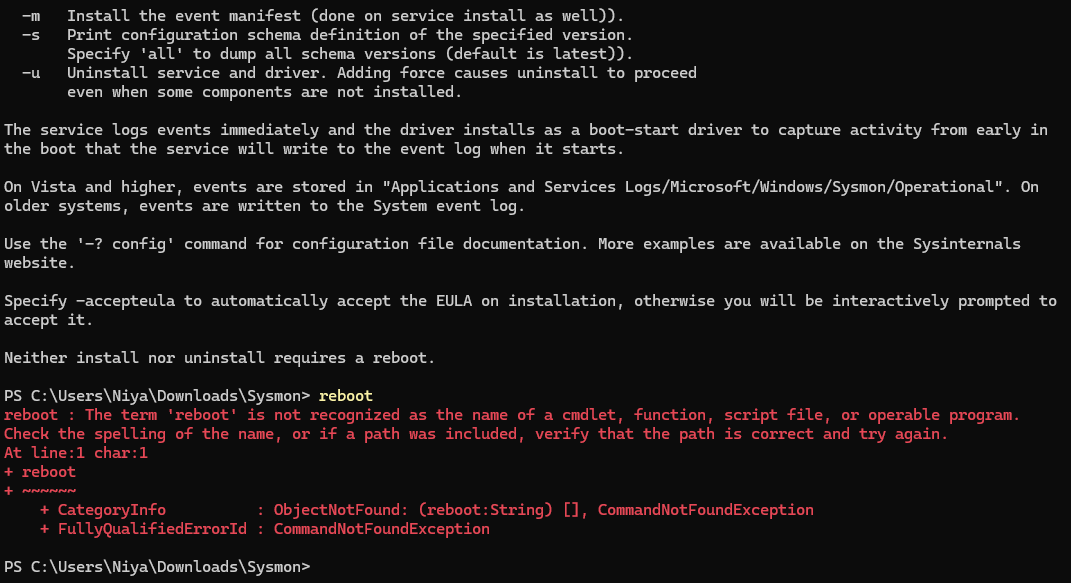 -m   Install the event manifest (done on service install as well)).
-s   Print configuration schema definition of the specified version.
Specify 'all' to dump all schema versions (default is latest)).
-u   Uninstall service and driver. Adding force causes uninstall to proceed
even when some components are not installed.
The service logs events immediately and the driver installs as a boot-start driver to capture activity from early in
the boot that the service will write to the event log when it starts.
On Vista and higher, events are stored in "Applications and Services Logs/Microsoft/Windows/Sysmon/Operational". On
older systems, events are written to the System event log.
Use the '-? config' command for configuration file documentation. More examples are available on the Sysinternals
website.
Specify -accepteula to automatically accept the EULA on installation, otherwise you will be interactively prompted to
accept it.
Neither install nor uninstall requires a reboot.
PS C:\Users\Niya\Downloads\Sysmon> reboot
reboot : The term 'reboot' is not recognized as the name of a cmdlet, function, script file, or operable program.
Check the spelling of the name, or if a path was included, verify that the path is correct and try again.
At line:1 char:1
+ reboot
+ ~~~~~~
+ CategoryInfo          : ObjectNotFound: (reboot:String) [], CommandNotFoundException
+ FullyQualifiedErrorId : CommandNotFoundException
PS C:\Users\Niya\Downloads\Sysmon>